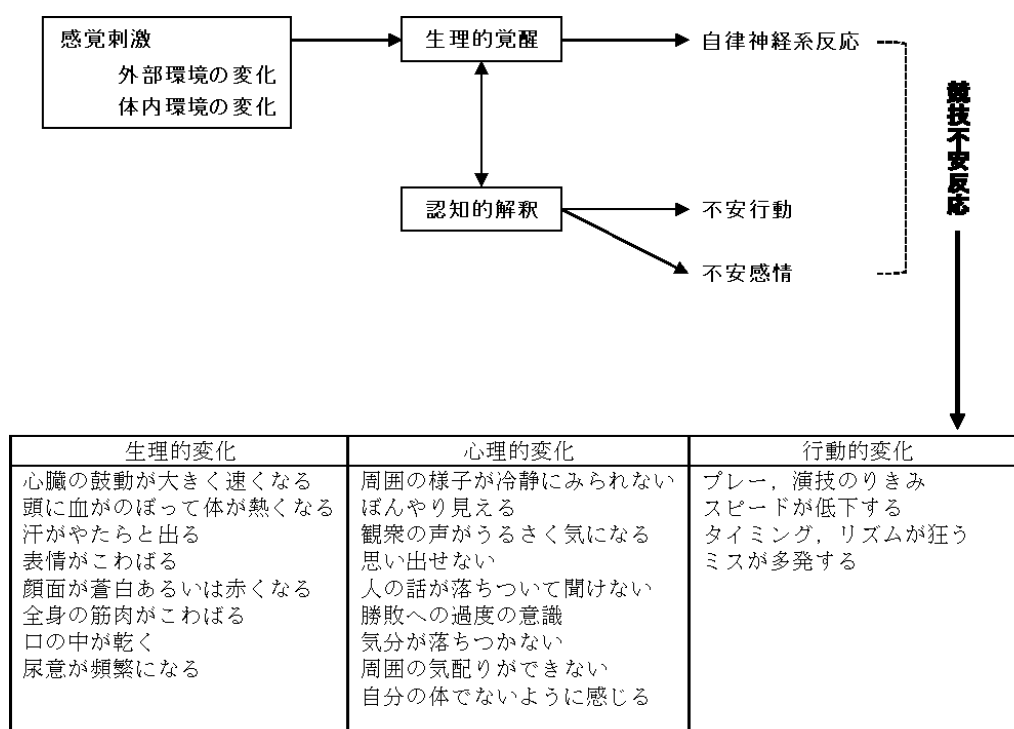 感覚刺激
外部環境の変化
体内環境の変化
生理的覚醒
自律神経系反応
認知的解釈
不安行動
不安感情
競技不安反応
生理的変化
心臓の鼓動が大きく速くなる
頭に血がのぼって体が熱くなる
汗がやたらと出る
表情がこわばる
顔面が蒼白あるいは赤くなる
全身の筋肉がこわばる
口の中が乾く
尿意が頻繁になる
心理的変化
周囲の様子が冷静にみられない
ぼんやり見える
観衆の声がうるさく気になる
思い出せない
人の話が落ちついて聞けない
勝敗への過度の意識
気分が落ちつかない
周囲の気配りができない
自分の体でないように感じる
行動的変化
プレー，演技のりきみ
スピードが低下する
タイミング，リズムが狂う
ミスが多発する